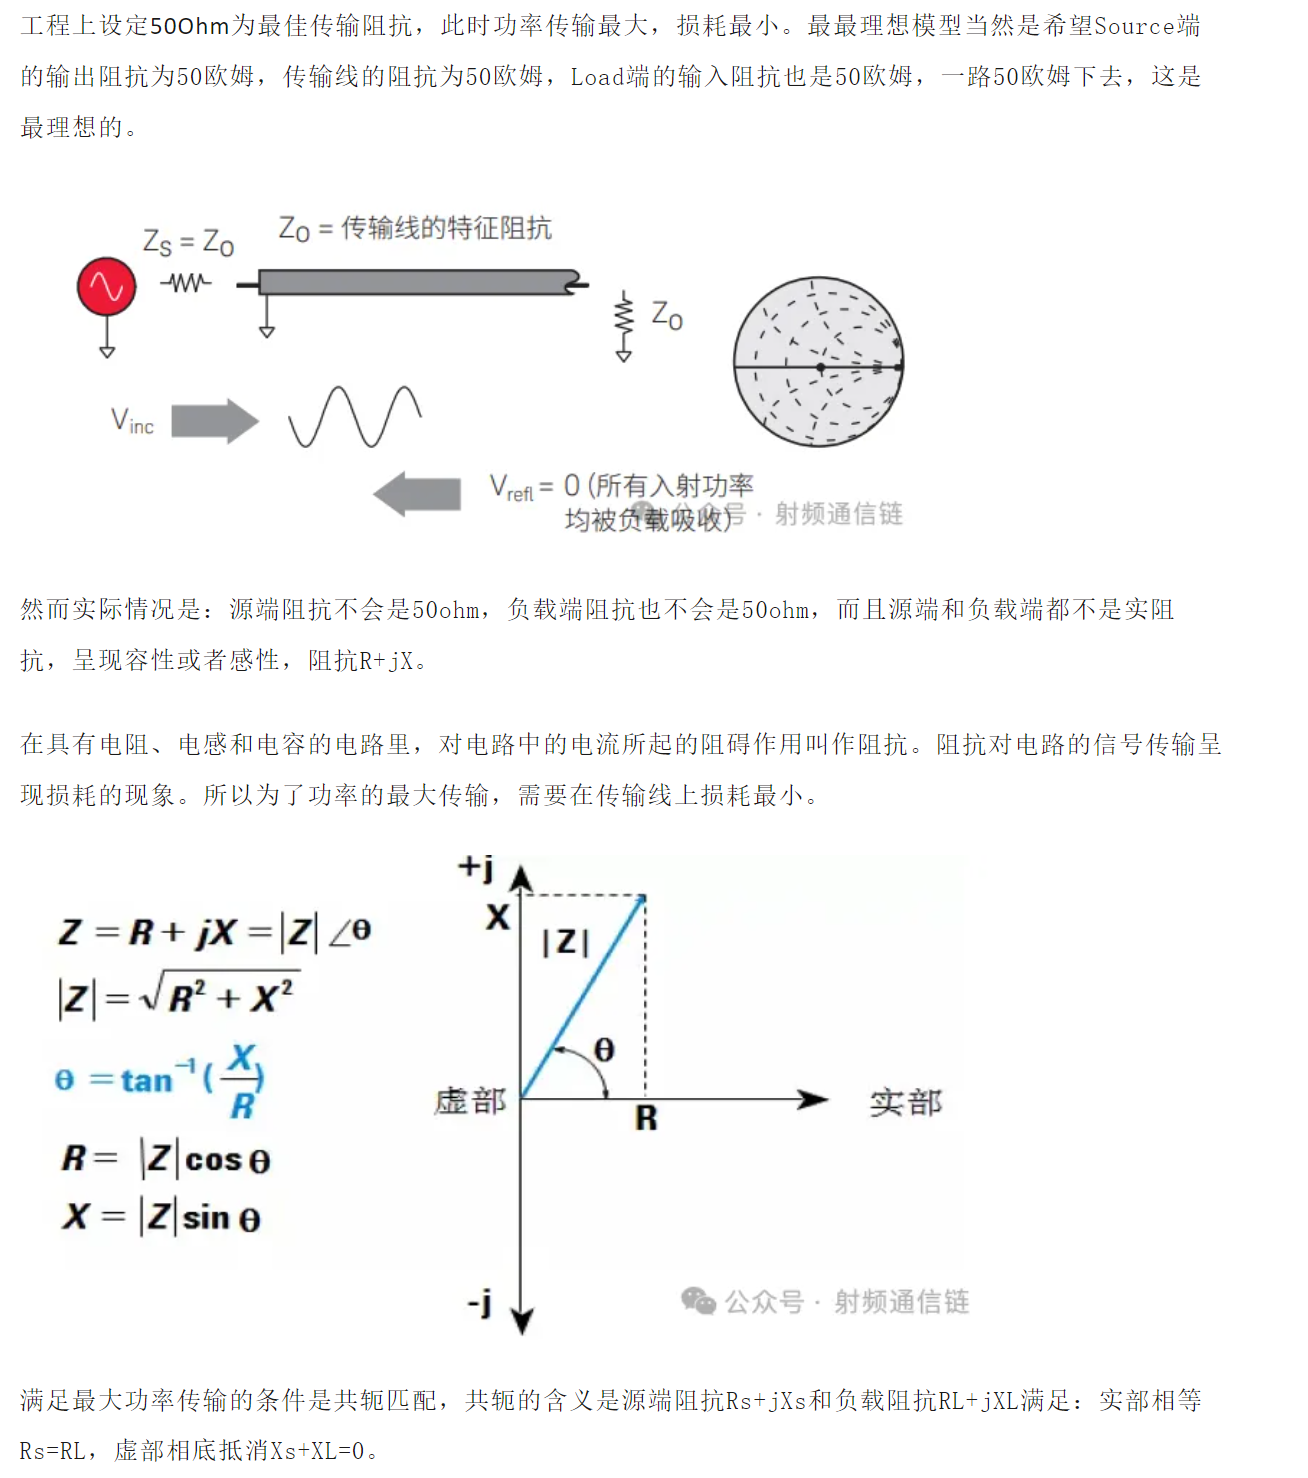 工程上设定50Ohm为最佳传输阻抗，此时功率传输最大，损耗最小。最最理想模型当然是希望Source端
的输出阻抗为50欧姆，传输线的阻抗为50欧姆，Load端的输入阻抗也是50欧姆，一路50欧姆下去，这是
最理想的。
Z_O = 传输线的特征阻抗
Z_S = Z_O
Z_O
V_inc
V_refl = 0 (所有入射功率
均被负载吸收)
公众号 · 射频通信链
然而实际情况是：源端阻抗不会是50ohm，负载端阻抗也不会是50ohm，而且源端和负载端都不是实阻
抗，呈现容性或者感性，阻抗R+jX。
在具有电阻、电感和电容的电路里，对电路中的电流所起的阻碍作用叫作阻抗。阻抗对电路的信号传输呈
现损耗的现象。所以为了功率的最大传输，需要在传输线上损耗最小。
Z = R + jX = |Z| ∠θ
|Z| = √(R² + X²)
θ = tan⁻¹(X/R)
R = |Z| cos θ
X = |Z| sin θ
+j
X
|Z|
θ
虚部
R
实部
-j
公众号 · 射频通信链
满足最大功率传输的条件是共轭匹配，共轭的含义是源端阻抗Rs+jXs和负载阻抗RL+jXL满足：实部相等
Rs=RL，虚部相底抵消Xs+XL=0。